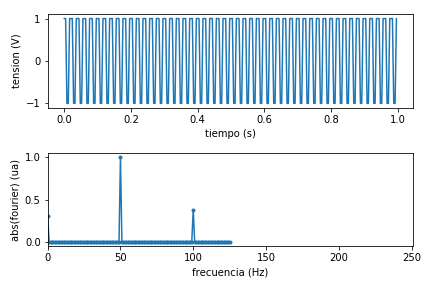 tension (V)
1
0
−1
0.0 0.2 0.4 0.6 0.8 1.0
tiempo (s)
abs(fourier) (ua)
1.0
0.5
0.0
0 50 100 150 200 250
frecuencia (Hz)